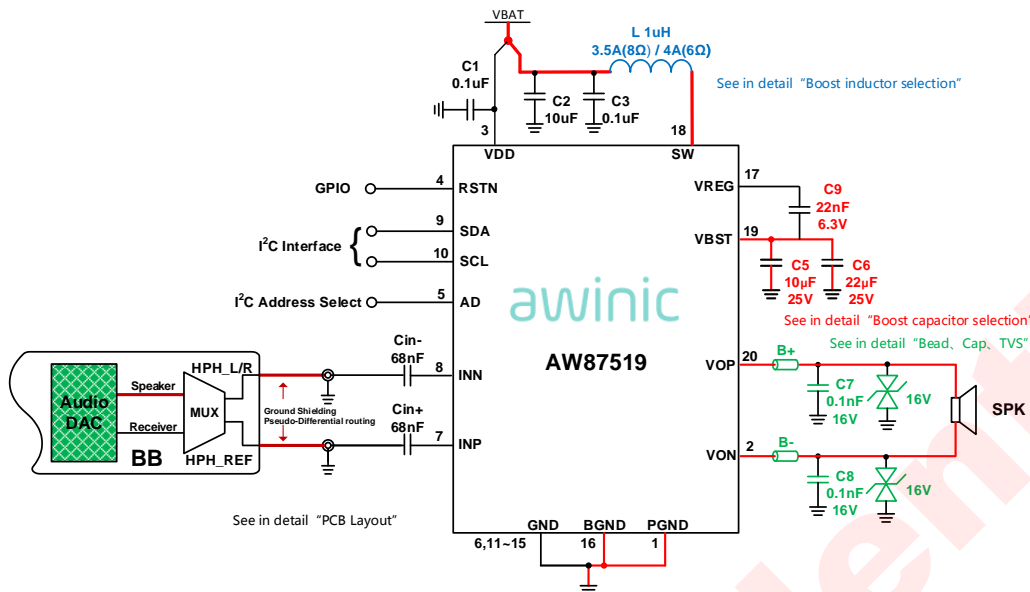 VBAT
L 1uH
3.5A(8Ω) / 4A(6Ω)
See in detail “Boost inductor selection”
C1
0.1uF
C2
10uF
C3
0.1uF
3
VDD
18
SW
GPIO
4
RSTN
VREG
17
C9
22nF
6.3V
I²C Interface
{
9
SDA
10
SCL
VBST
19
C5
10μF
25V
C6
22μF
25V
I²C Address Select
5
AD
See in detail “Boost capacitor selection”
See in detail “Bead、Cap、TVS”
awinic
AW87519
Audio
DAC
Speaker
Receiver
BB
MUX
HPH_L/R
HPH_REF
Ground Shielding
Pseudo-Differential routing
Cin-
68nF
8
INN
Cin+
68nF
7
INP
VOP
20
B+
C7
0.1nF
16V
16V
SPK
VON
2
B-
C8
0.1nF
16V
16V
See in detail “PCB Layout”
GND
6,11~15
BGND
16
PGND
1